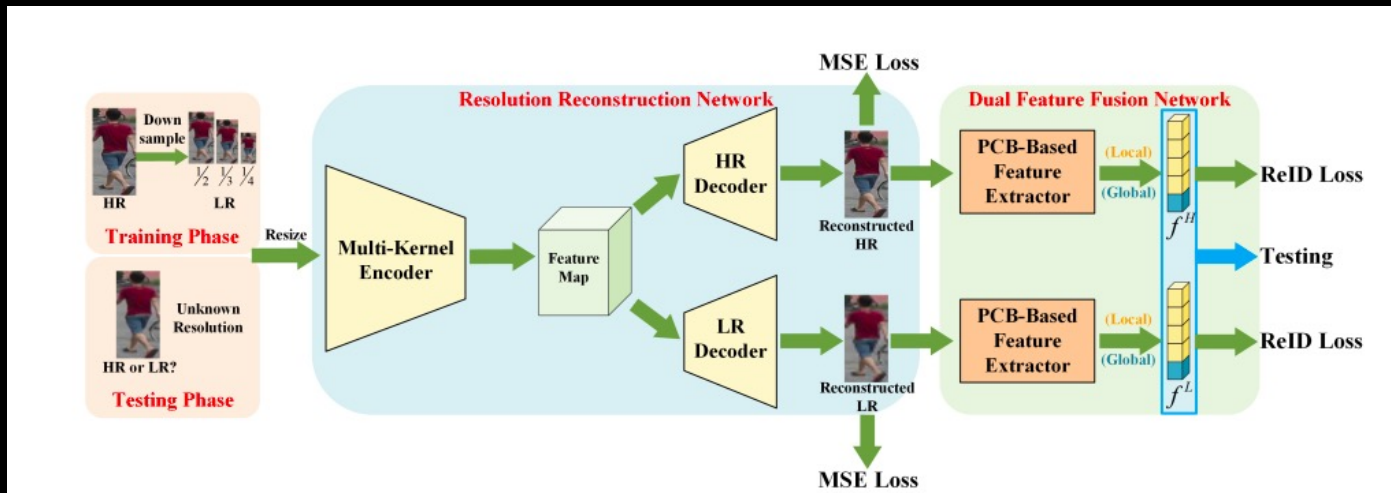 MSE Loss
Resolution Reconstruction Network
Dual Feature Fusion Network
Down
sample
1/2 1/3 1/4
HR
LR
Training Phase
Resize
Multi-Kernel
Encoder
Feature
Map
HR
Decoder
Reconstructed
HR
PCB-Based
Feature
Extractor
(Local)
(Global)
f^H
ReID Loss
Testing
Unknown
Resolution
HR or LR?
Testing Phase
LR
Decoder
Reconstructed
LR
PCB-Based
Feature
Extractor
(Local)
(Global)
f^L
ReID Loss
MSE Loss